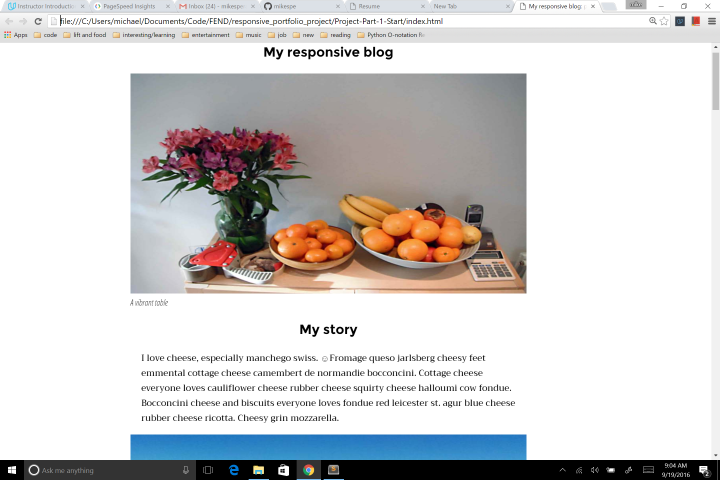 Instructor Introductio
PageSpeed Insights
Inbox (24) - mikespe
mikespe
Resume
New Tab
My responsive blog:
file:///C:/Users/michael/Documents/Code/FEND/responsive_portfolio_project/Project-Part-1-Start/index.html
Apps code lift and food interesting/learning entertainment music job new reading Python O-notation
My responsive blog
A vibrant table
My story
I love cheese, especially manchego swiss. ☺Fromage queso jarlsberg cheesy feet
emmental cottage cheese camembert de normandie bocconcini. Cottage cheese
everyone loves cauliflower cheese rubber cheese squirty cheese halloumi cow fondue.
Bocconcini cheese and biscuits everyone loves fondue red leicester st. agur blue cheese
rubber cheese ricotta. Cheesy grin mozzarella.
Ask me anything
9:04 AM
9/19/2016